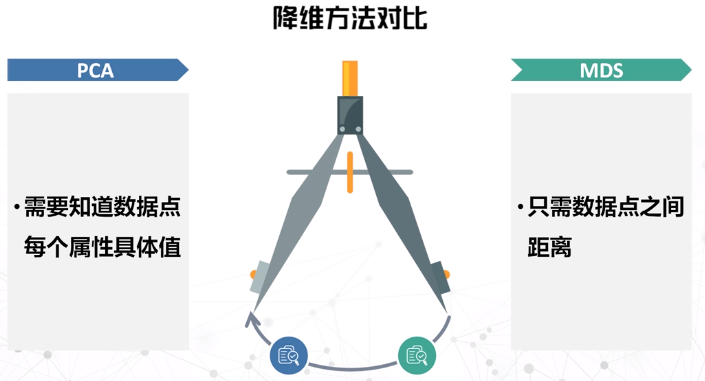 降维方法对比
PCA
·需要知道数据点
每个属性具体值
MDS
·只需数据点之间
距离